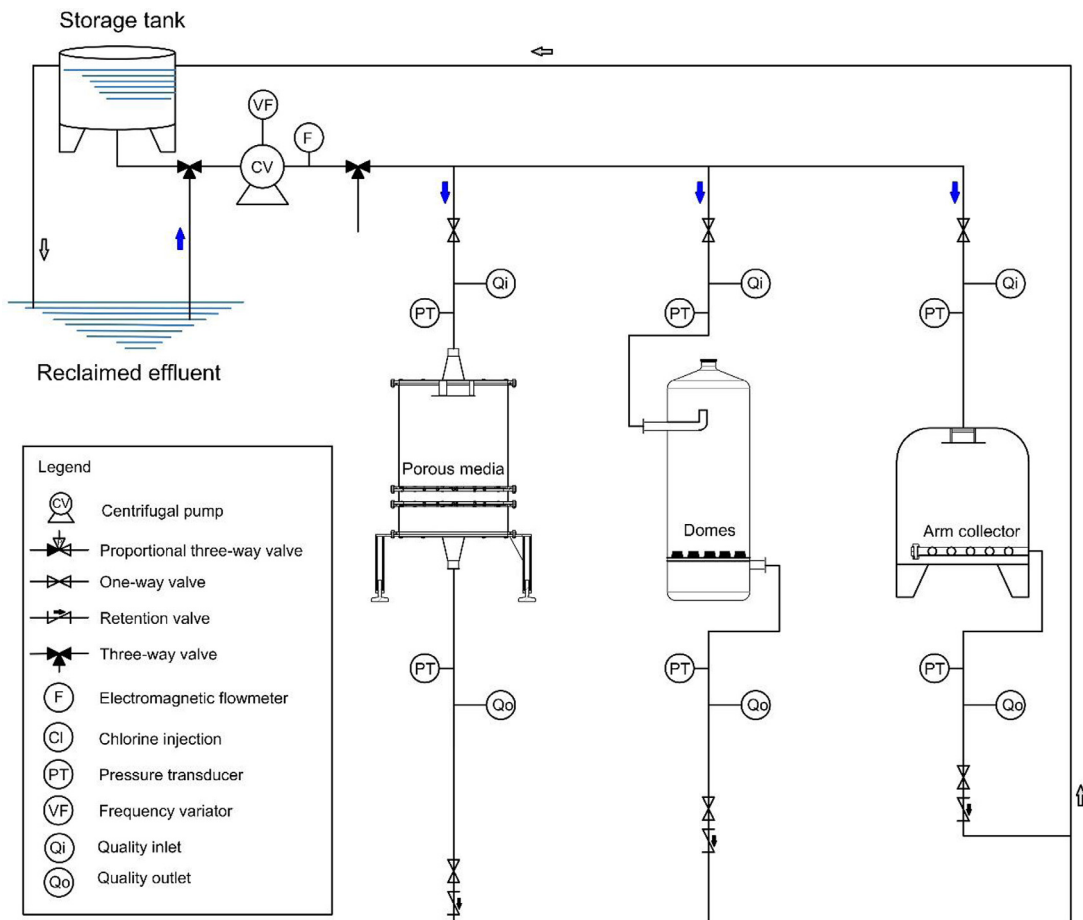 Storage tank
VF
F
CV
Qi
Qi
Qi
PT
PT
PT
Reclaimed effluent
Porous media
Domes
Arm collector
PT
PT
PT
Qo
Qo
Qo
Legend
CV Centrifugal pump
Proportional three-way valve
One-way valve
Retention valve
Three-way valve
F Electromagnetic flowmeter
Cl Chlorine injection
PT Pressure transducer
VF Frequency variator
Qi Quality inlet
Qo Quality outlet